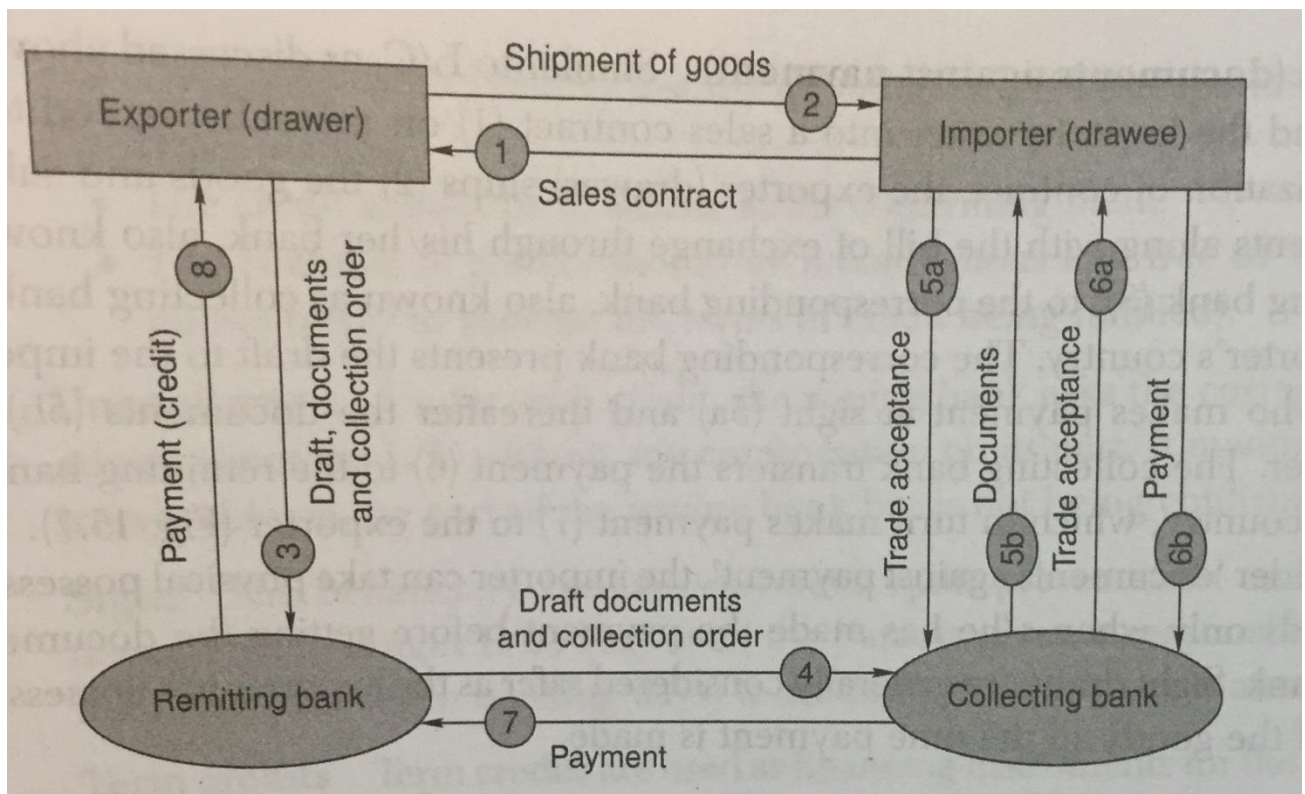 Shipment of goods
Exporter (drawer)
2
Importer (drawee)
1
Sales contract
8
Payment (credit)
3
Draft, documents
and collection order
5a
Trade acceptance
5b
Documents
6a
Trade acceptance
6b
Payment
Draft documents
and collection order
4
Remitting bank
Collecting bank
7
Payment